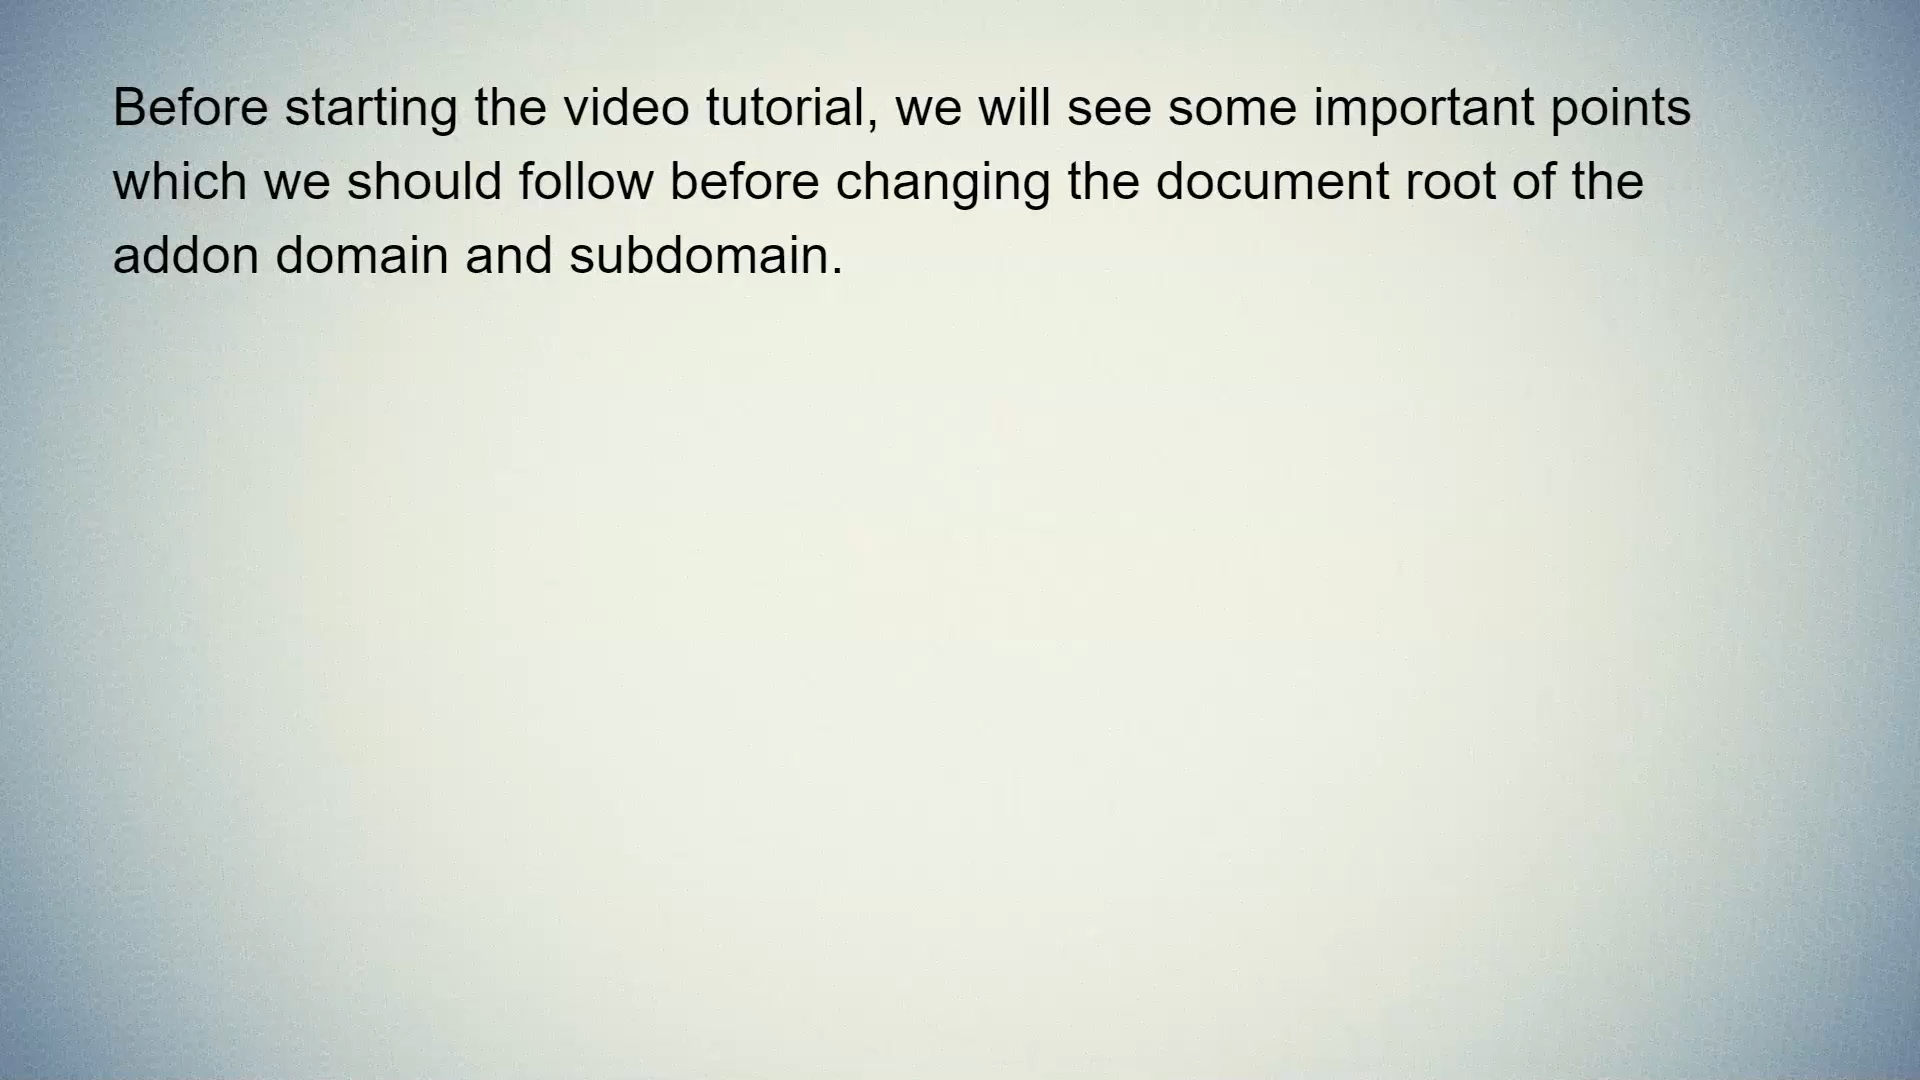 Before starting the video tutorial, we will see some important points
which we should follow before changing the document root of the
addon domain and subdomain.